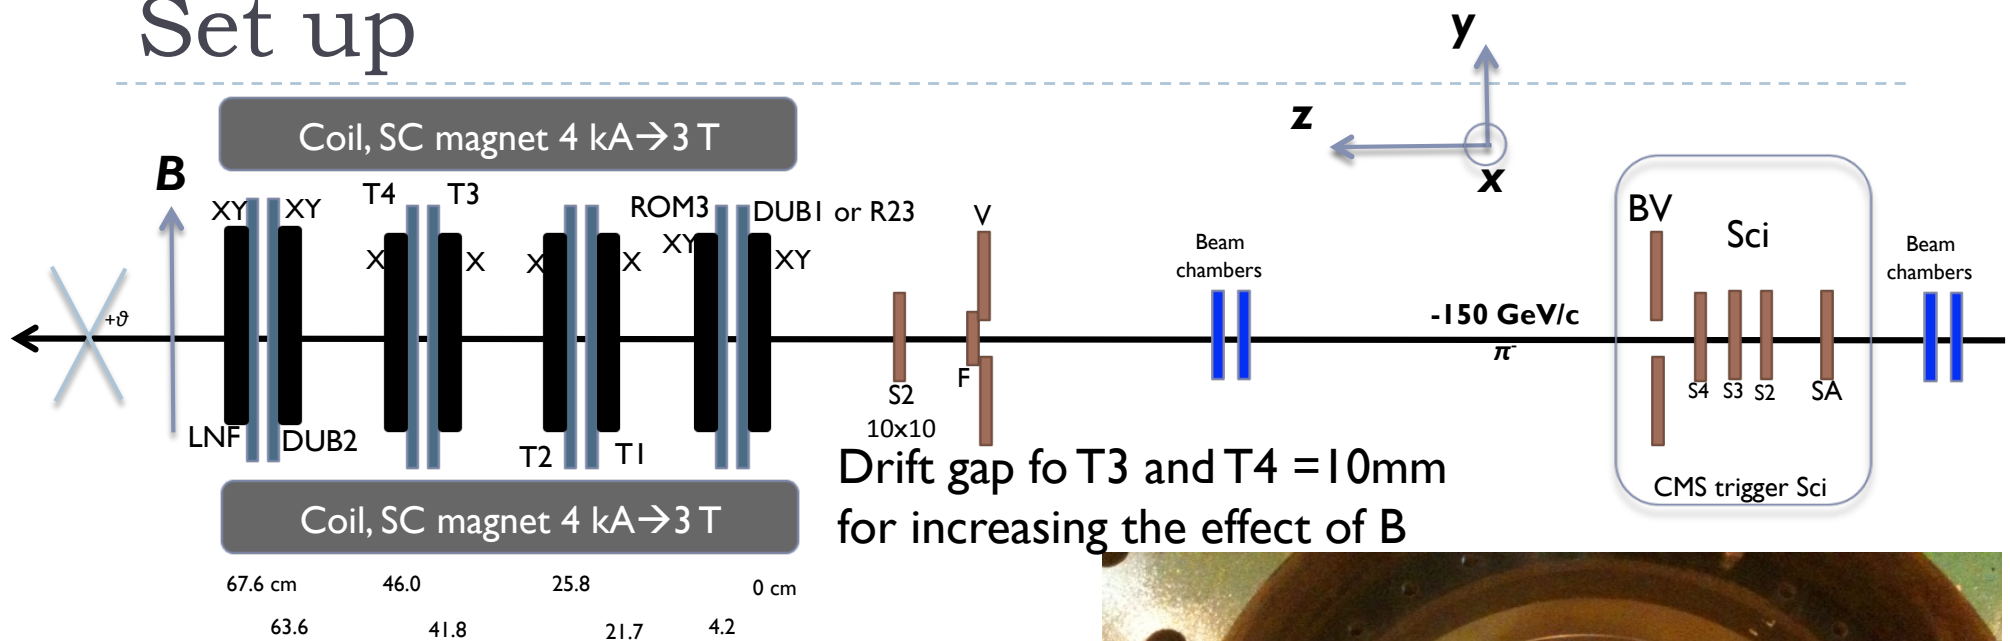 Set up
y
Coil, SC magnet 4 kA→3 T
z
B
x
T4 T3
XY XY
ROM3 DUB1 or R23
V
BV
XY
X X X X
XY
Beam
chambers
Sci
Beam
chambers
+ϑ
-150 GeV/c
π-
F
S2
10x10
S4 S3 S2 SA
LNF DUB2
T2 T1
Drift gap fo T3 and T4 =10mm
for increasing the effect of B
CMS trigger Sci
Coil, SC magnet 4 kA→3 T
67.6 cm 46.0 25.8 0 cm
63.6 41.8 21.7 4.2